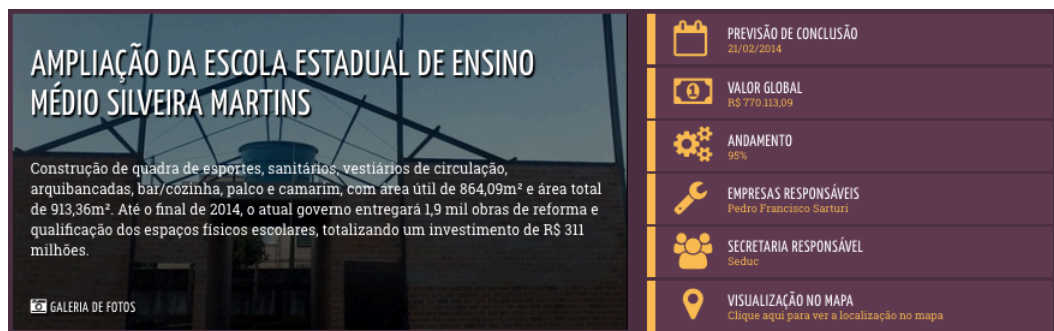 AMPLIAÇÃO DA ESCOLA ESTADUAL DE ENSINO
MÉDIO SILVEIRA MARTINS
Construção de quadra de esportes, sanitários, vestiários de circulação,
arquibancadas, bar/cozinha, palco e camarim, com área útil de 864,09m² e área total
de 913,36m². Até o final de 2014, o atual governo entregará 1,9 mil obras de reforma e
qualificação dos espaços físicos escolares, totalizando um investimento de R$ 311
milhões.
GALERIA DE FOTOS
PREVISÃO DE CONCLUSÃO
21/02/2014
1
VALOR GLOBAL
R$ 770.113,09
ANDAMENTO
95%
EMPRESAS RESPONSÁVEIS
Pedro Francisco Sarturi
SECRETARIA RESPONSÁVEL
Seduc
VISUALIZAÇÃO NO MAPA
Clique aqui para ver a localização no mapa